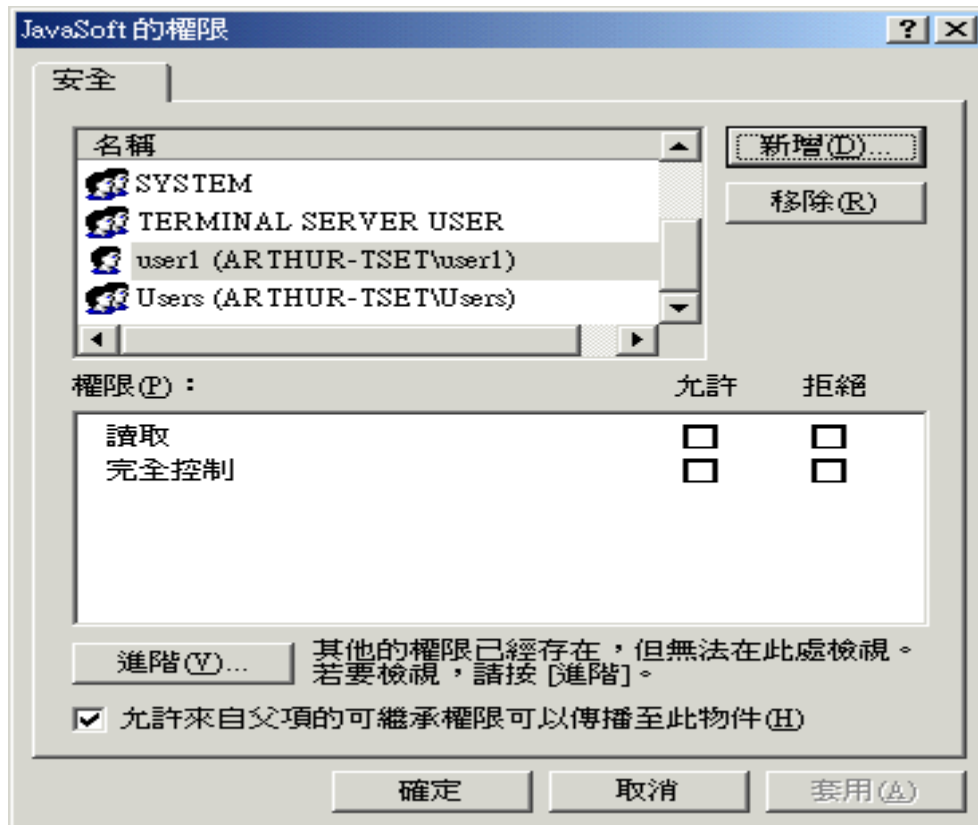 JavaSoft 的權限
安全
名稱
SYSTEM
TERMINAL SERVER USER
user1 (ARTHUR-TSET\user1)
Users (ARTHUR-TSET\Users)
新增(D)...
移除(R)
權限(P)： 允許 拒絕
讀取
完全控制
進階(V)...
其他的權限已經存在，但無法在此處檢視。
若要檢視，請按 [進階]。
允許來自父項的可繼承權限可以傳播至此物件(H)
確定 取消 套用(A)